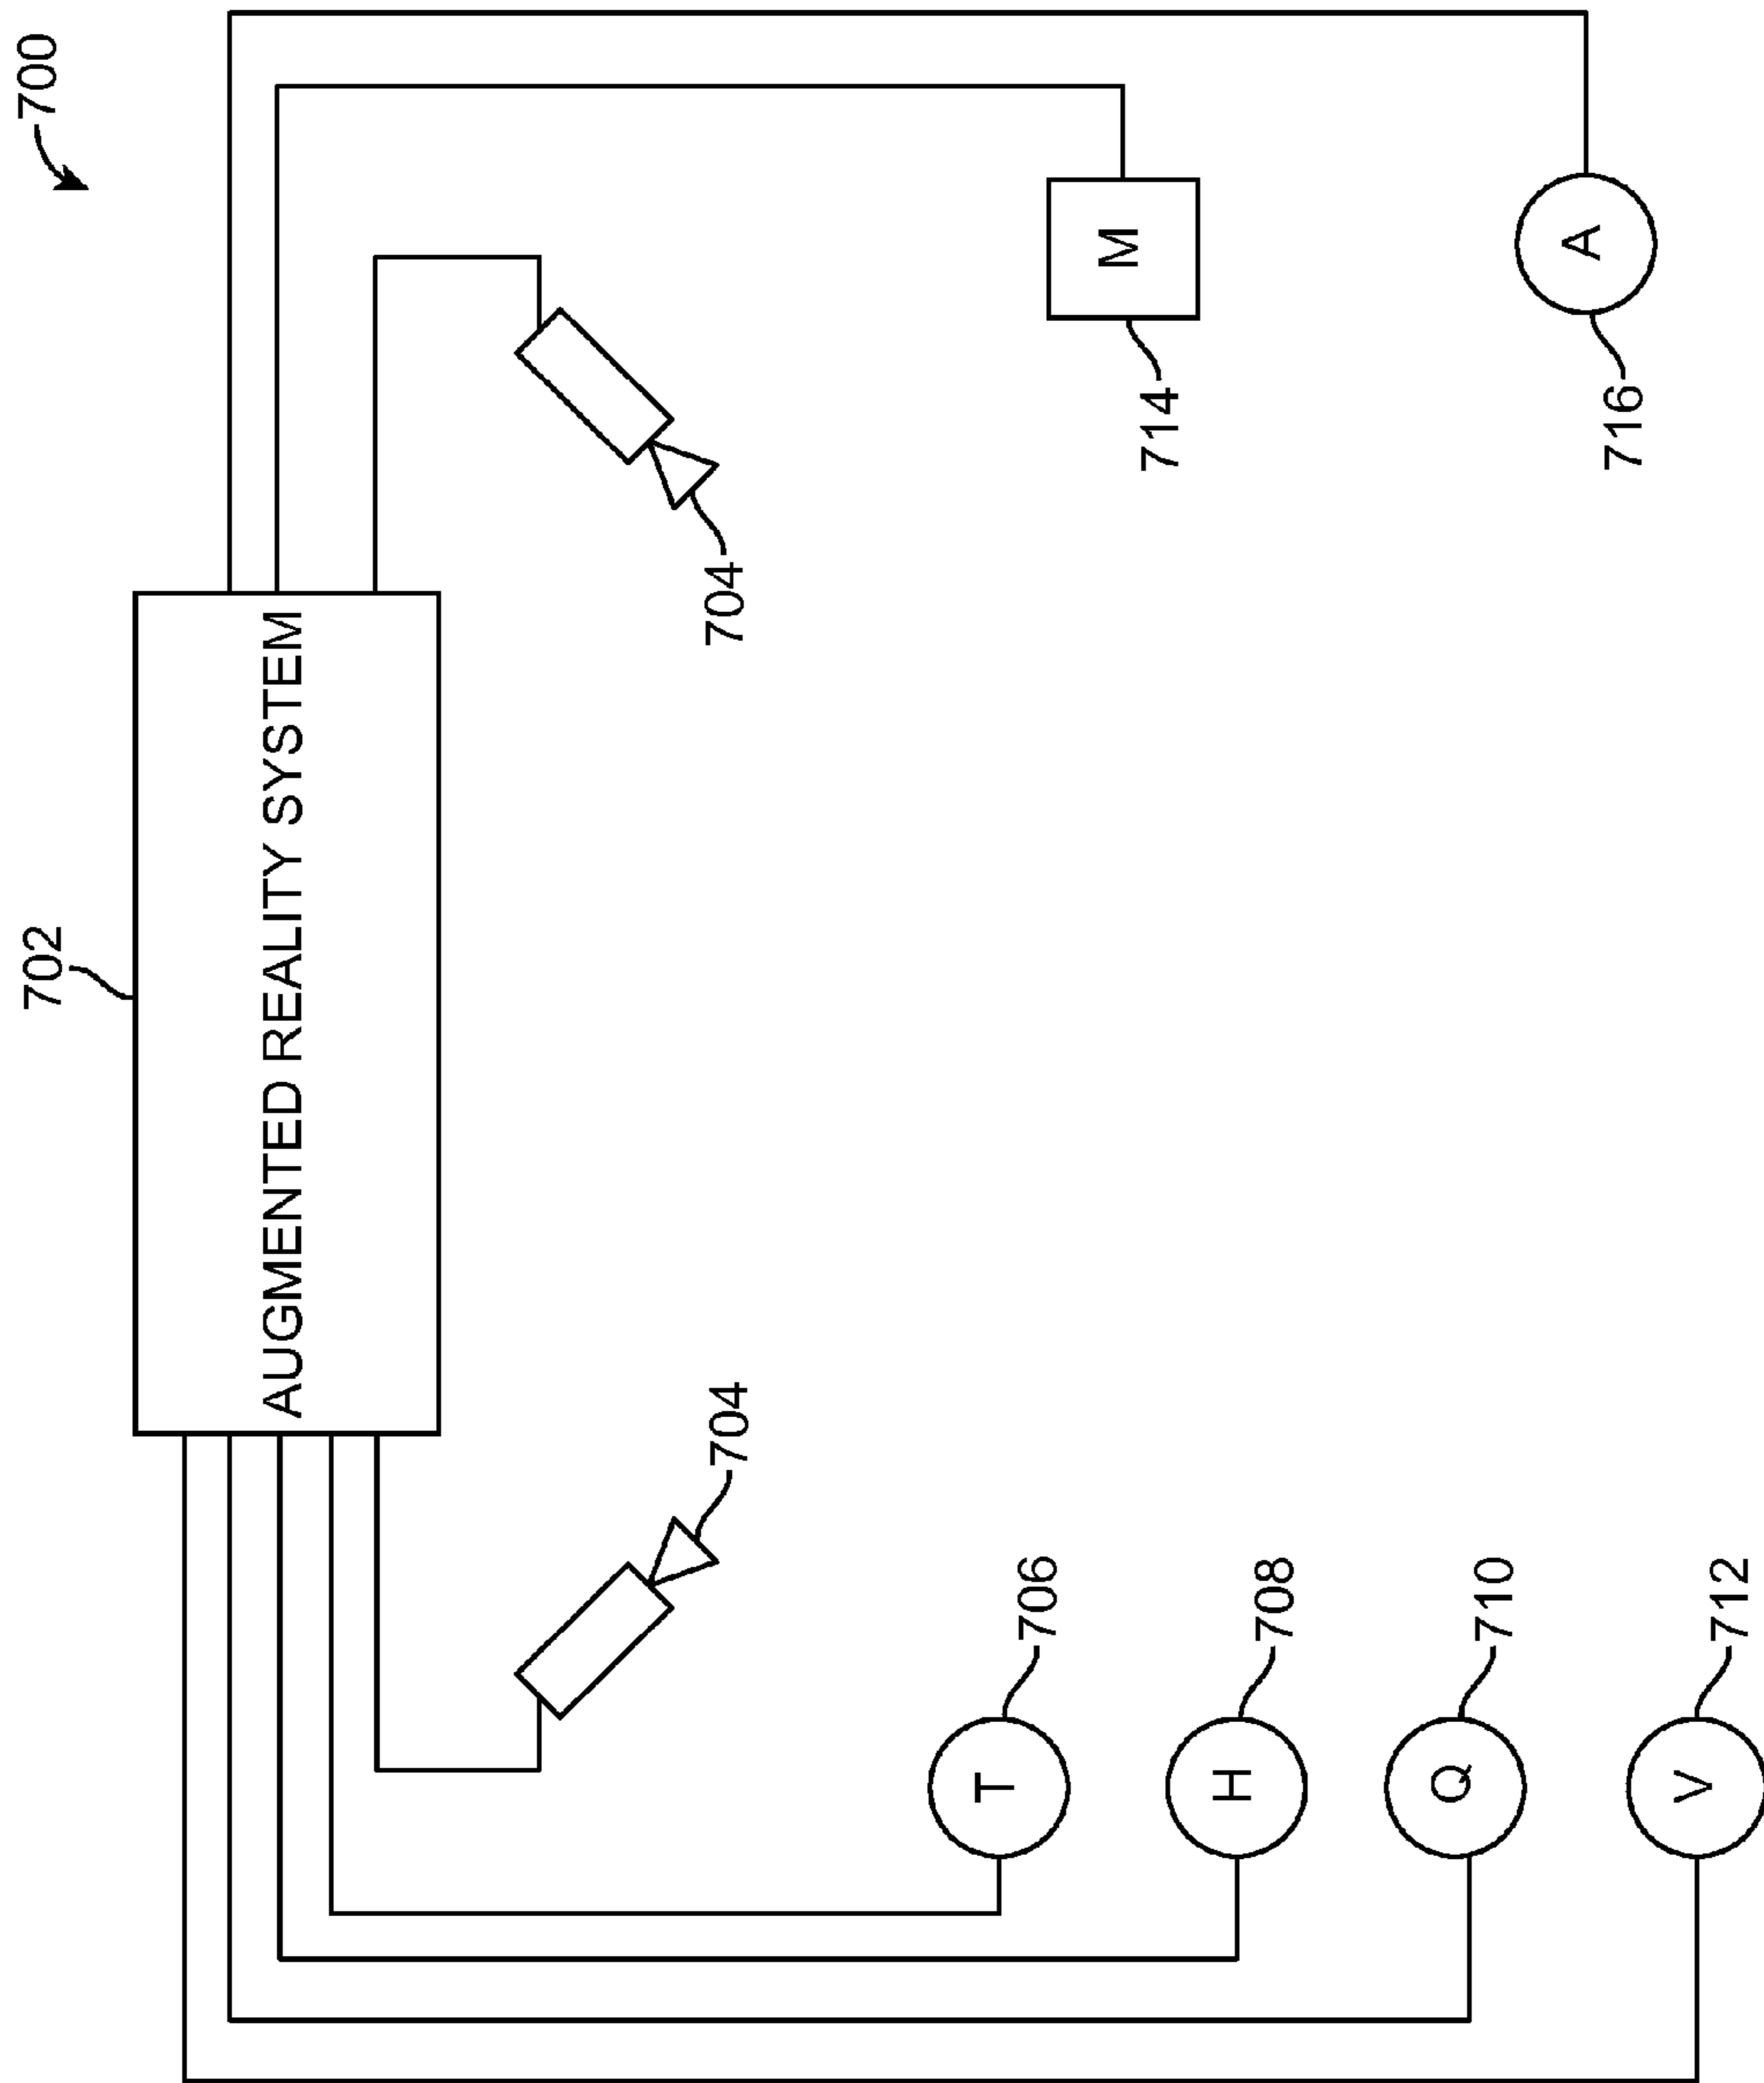 700
702
AUGMENTED REALITY SYSTEM
704
704
T
706
H
708
Q
710
V
712
M
714
A
716